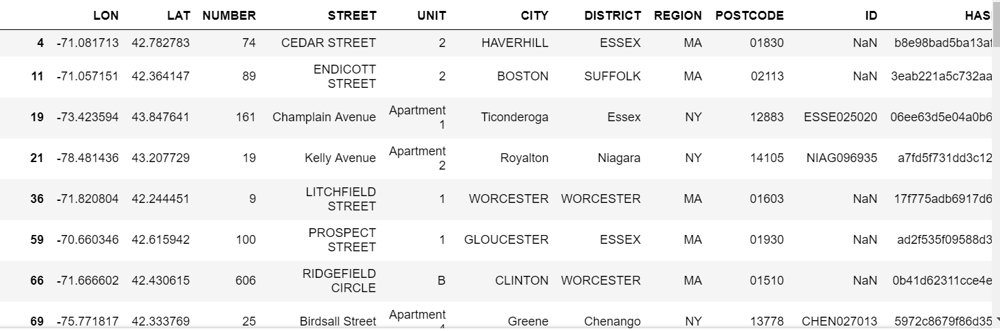 LON LAT NUMBER STREET UNIT CITY DISTRICT REGION POSTCODE ID HAS
4 -71.081713 42.782783 74 CEDAR STREET 2 HAVERHILL ESSEX MA 01830 NaN b8e98bad5ba13af
11 -71.057151 42.364147 89 ENDICOTT STREET 2 BOSTON SUFFOLK MA 02113 NaN 3eab221a5c732aa
19 -73.423594 43.847641 161 Champlain Avenue Apartment 1 Ticonderoga Essex NY 12883 ESSE025020 06ee63d5e04a0b6
21 -78.481436 43.207729 19 Kelly Avenue Apartment 2 Royalton Niagara NY 14105 NIAG096935 a7fd5f731dd3c12
36 -71.820804 42.244451 9 LITCHFIELD STREET 1 WORCESTER WORCESTER MA 01603 NaN 17f775adb6917d6
59 -70.660346 42.615942 100 PROSPECT STREET 1 GLOUCESTER ESSEX MA 01930 NaN ad2f535f09588d3
66 -71.666602 42.430615 606 RIDGEFIELD CIRCLE B CLINTON WORCESTER MA 01510 NaN 0b41d62311cce4e
69 -75.771817 42.333769 25 Birdsall Street Apartment Greene Chenango NY 13778 CHEN027013 5972c8679f86d35